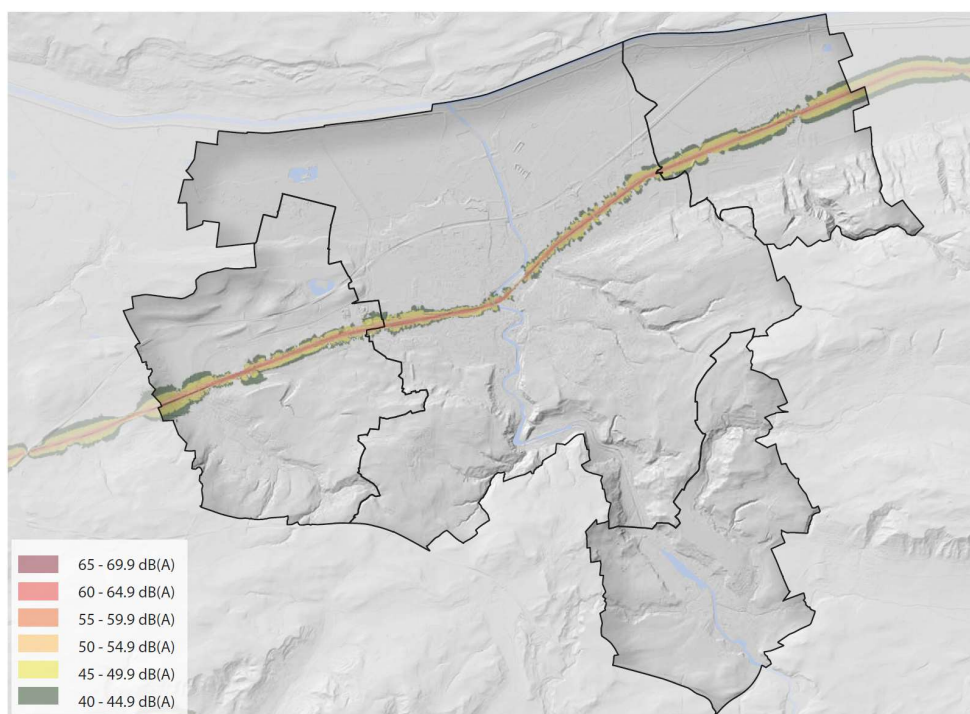 65 - 69.9 dB(A)
60 - 64.9 dB(A)
55 - 59.9 dB(A)
50 - 54.9 dB(A)
45 - 49.9 dB(A)
40 - 44.9 dB(A)